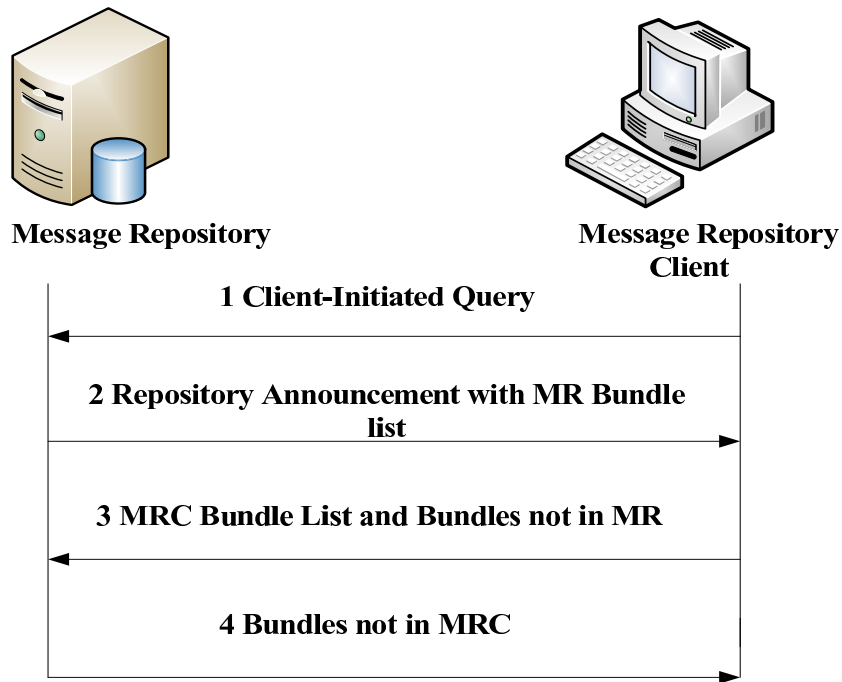 Message Repository
Message Repository
Client
1 Client-Initiated Query
2 Repository Announcement with MR Bundle
list
3 MRC Bundle List and Bundles not in MR
4 Bundles not in MRC